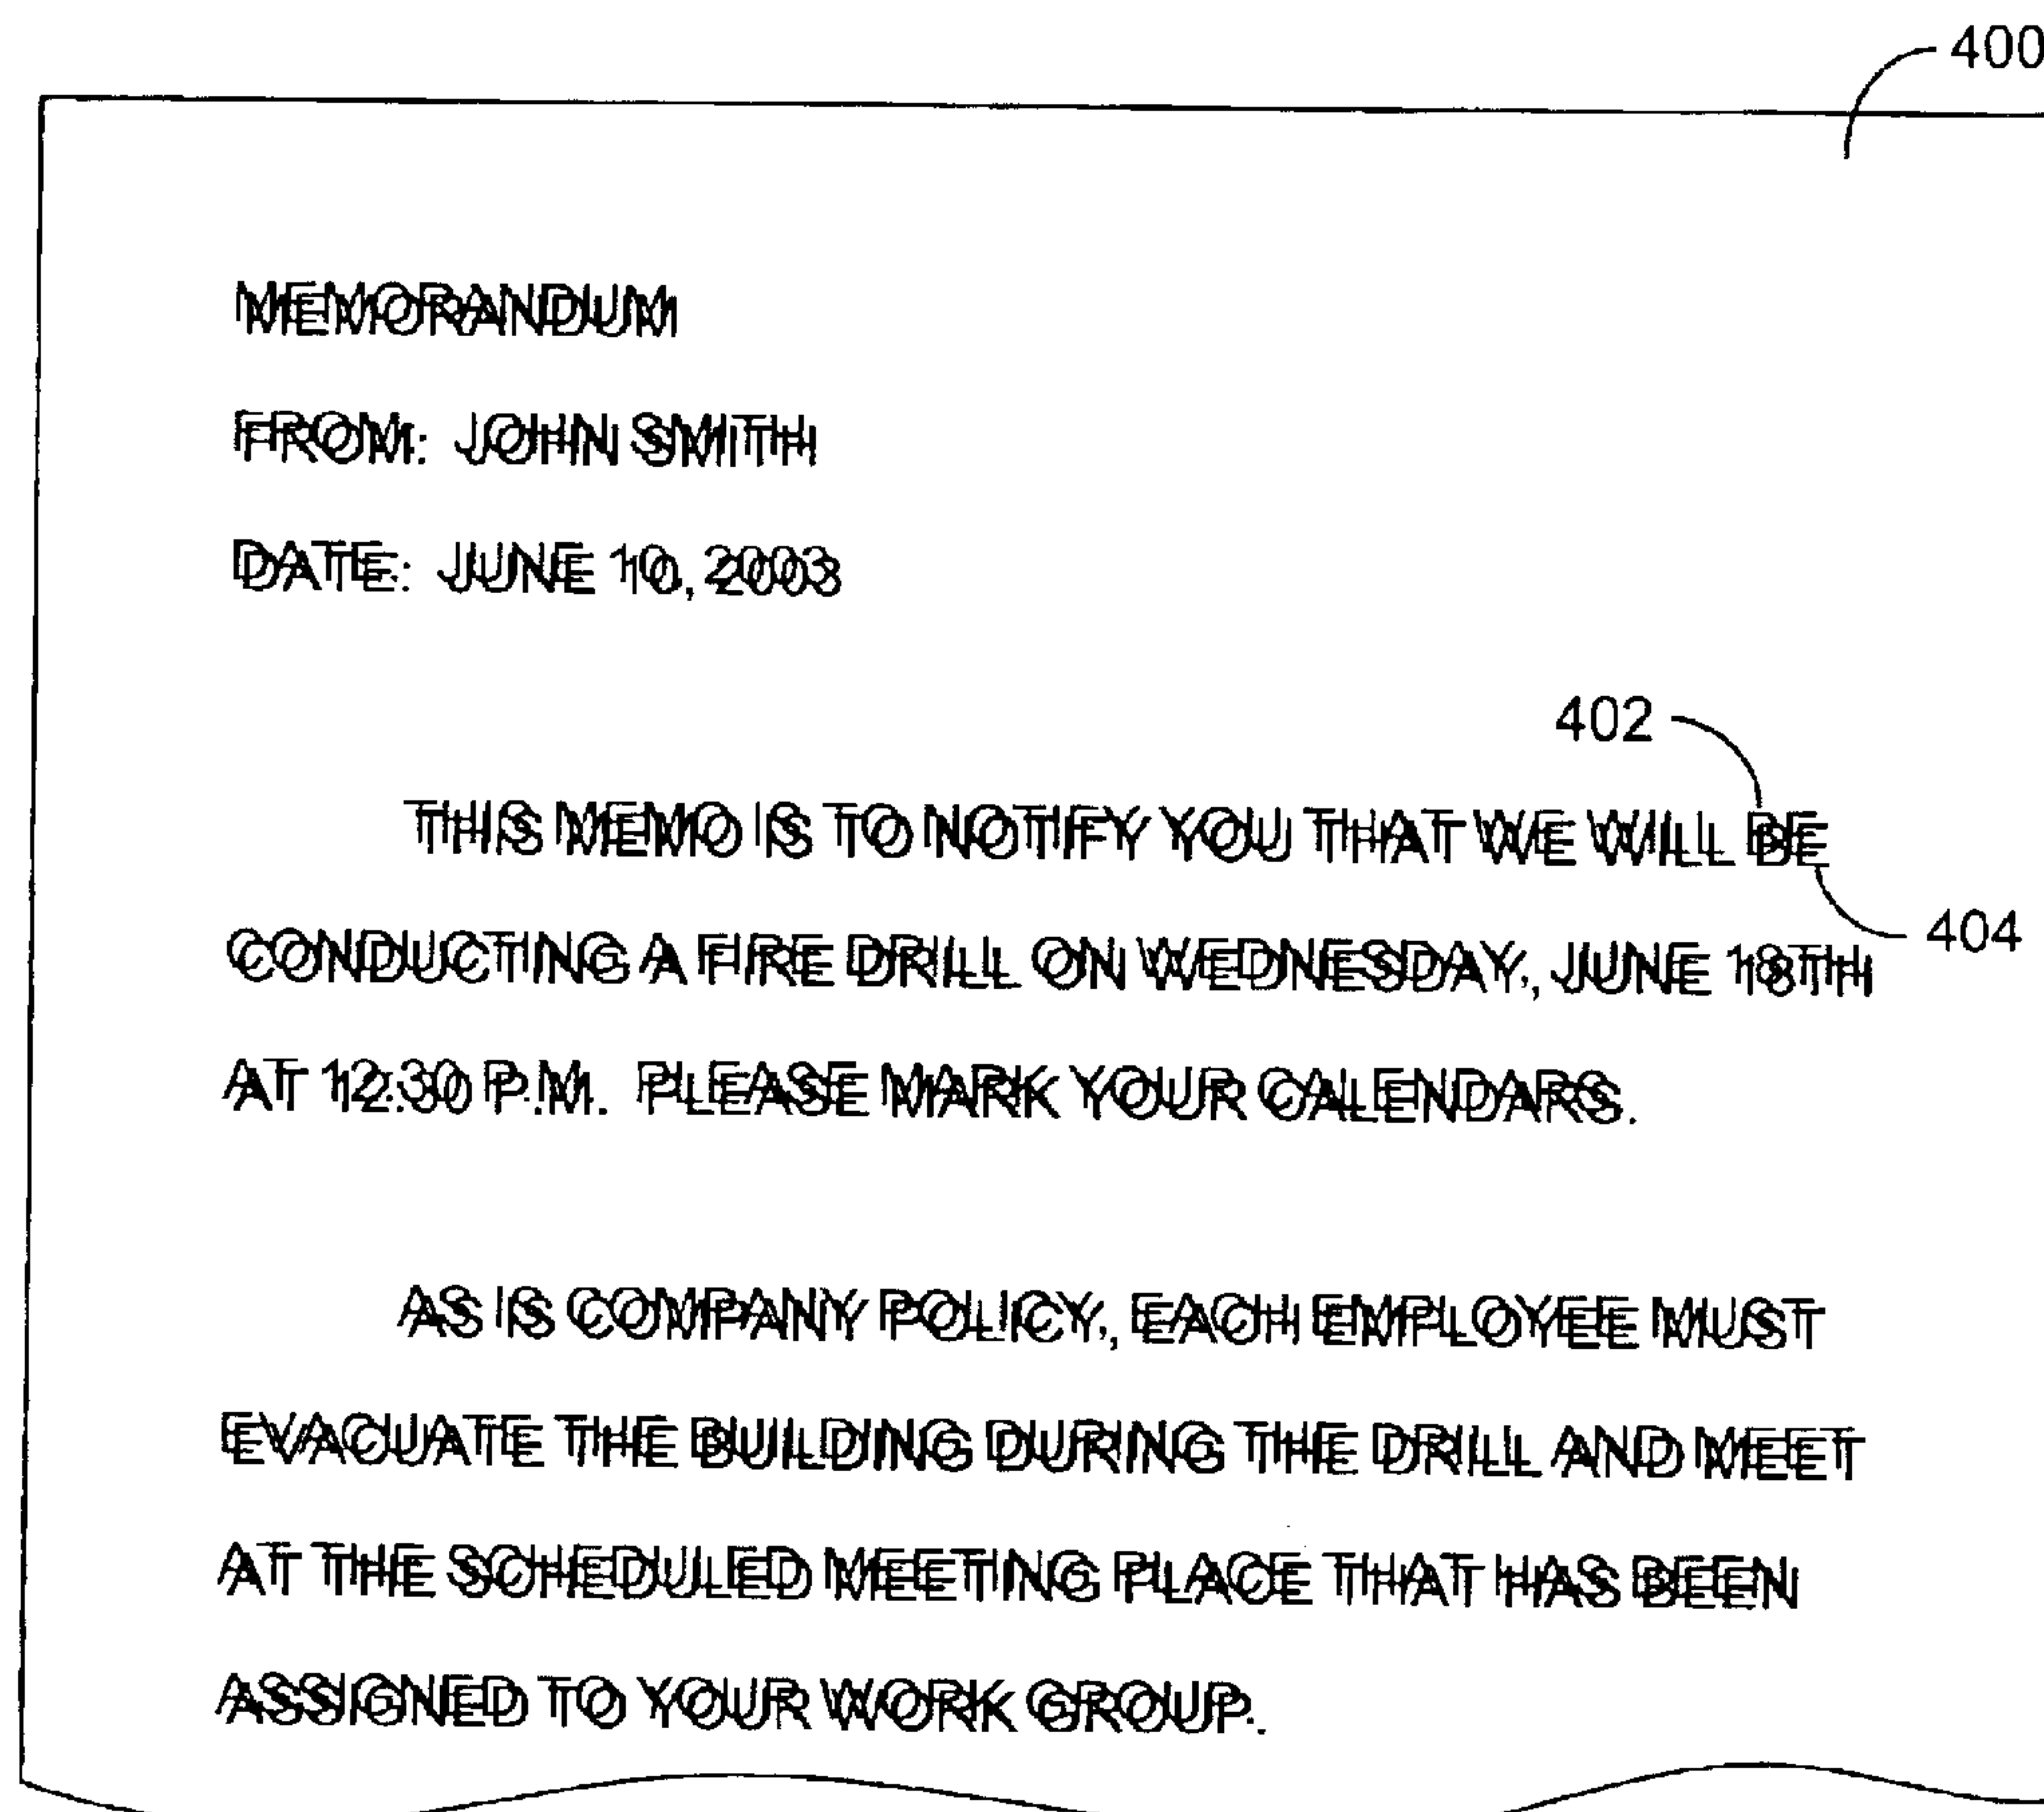 400
MEMORANDUM
FROM: JOHN SMITH
DATE: JUNE 10, 2003
402
THIS MEMO IS TO NOTIFY YOU THAT WE WILL BE
404
CONDUCTING A FIRE DRILL ON WEDNESDAY, JUNE 18TH
AT 12:30 P.M. PLEASE MARK YOUR CALENDARS.
AS IS COMPANY POLICY, EACH EMPLOYEE MUST
EVACUATE THE BUILDING DURING THE DRILL AND MEET
AT THE SCHEDULED MEETING PLACE THAT HAS BEEN
ASSIGNED TO YOUR WORK GROUP.